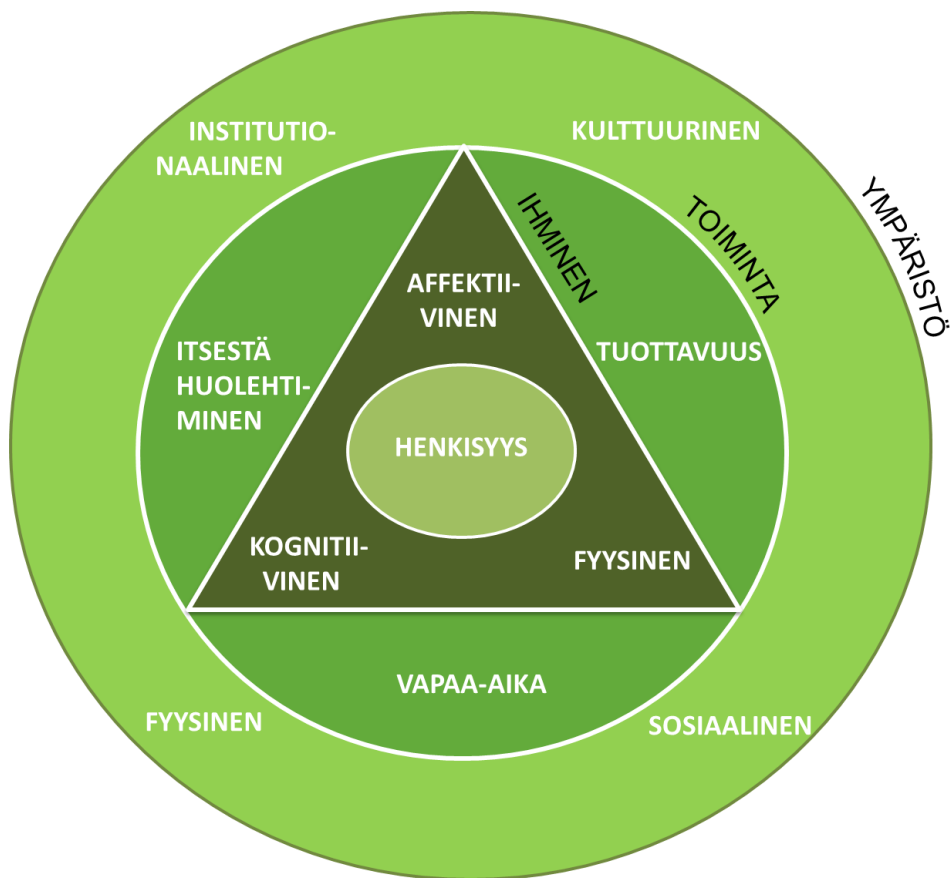 INSTITUTIO-
NAALINEN
KULTTUURINEN
YMPÄRISTÖ
TOIMINTA
IHMINEN
AFFEKTII-
VINEN
ITSESTÄ
HUOLEHTI-
MINEN
TUOTTAVUUS
HENKISYYS
KOGNITII-
VINEN
FYYSINEN
VAPAA-AIKA
FYYSINEN
SOSIAALINEN